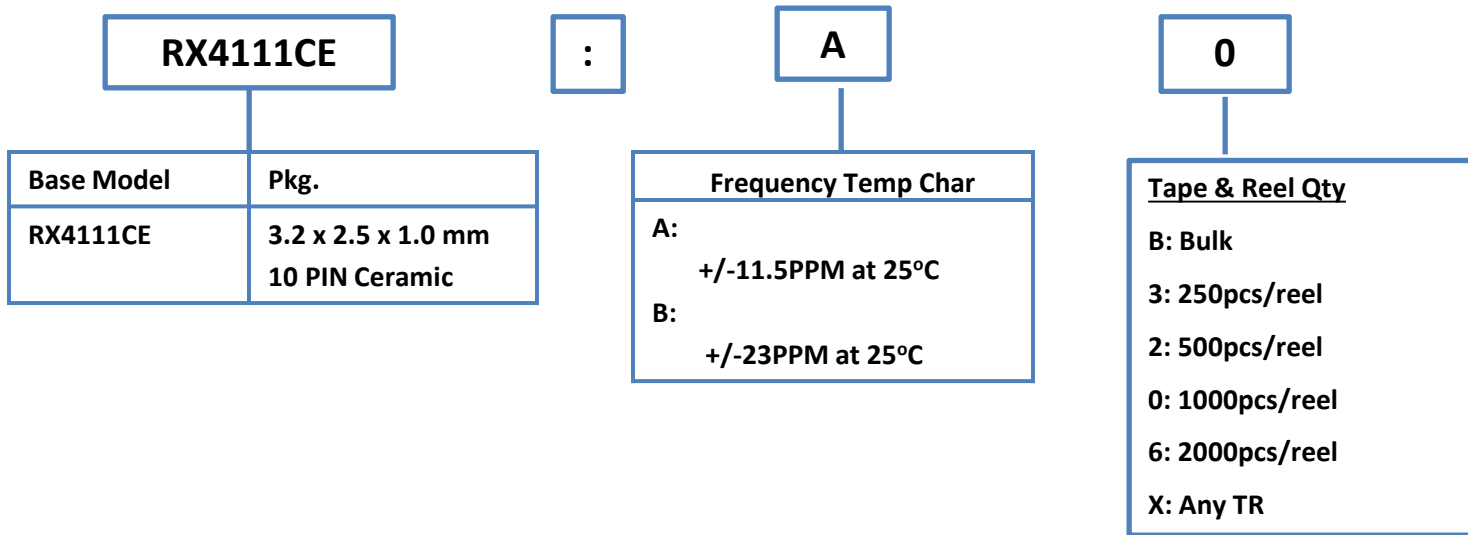 RX4111CE : A 0
Base Model Pkg.
RX4111CE 3.2 x 2.5 x 1.0 mm
10 PIN Ceramic
Frequency Temp Char
A:
+/-11.5PPM at 25°C
B:
+/-23PPM at 25°C
Tape & Reel Qty
B: Bulk
3: 250pcs/reel
2: 500pcs/reel
0: 1000pcs/reel
6: 2000pcs/reel
X: Any TR